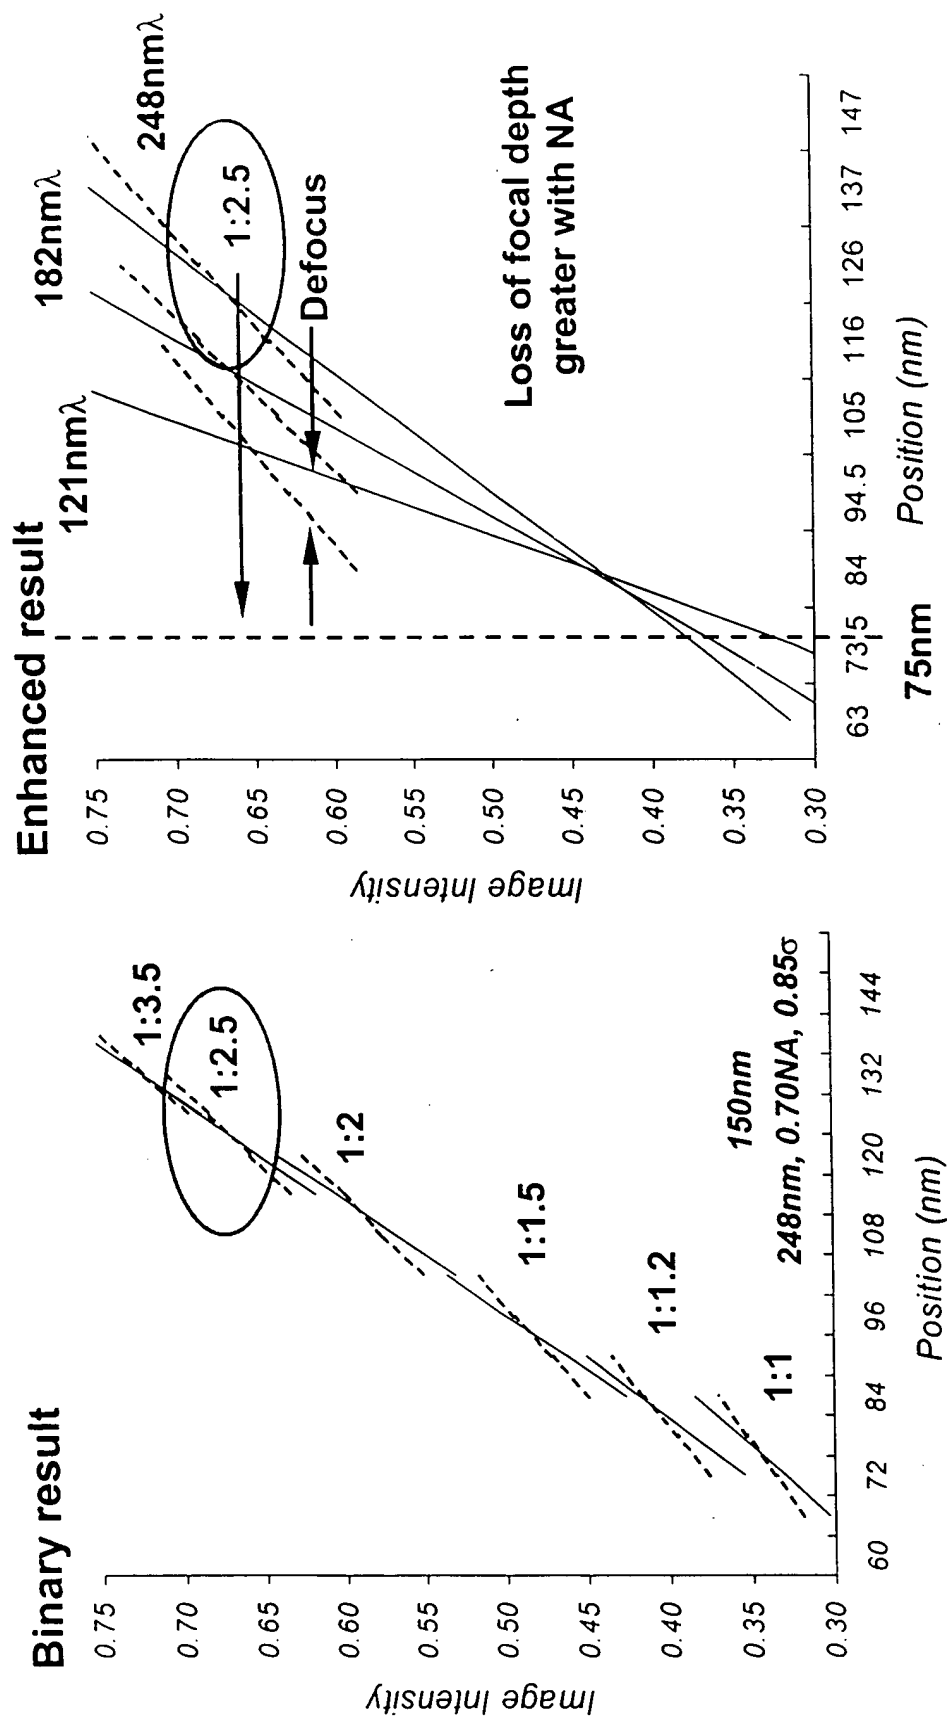 Binary result
Image Intensity
0.75
0.70
0.65
0.60
0.55
0.50
0.45
0.40
0.35
0.30
1:3.5
1:2.5
1:2
1:1.5
1:1.2
1:1
150nm
248nm, 0.70NA, 0.85σ
60
72
84
96
108
120
132
144
Position (nm)
Enhanced result
Image Intensity
0.75
0.70
0.65
0.60
0.55
0.50
0.45
0.40
0.35
0.30
121nmλ
182nmλ
248nmλ
1:2.5
Defocus
Loss of focal depth
greater with NA
63
73.5
84
94.5
105
116
126
137
147
75nm
Position (nm)